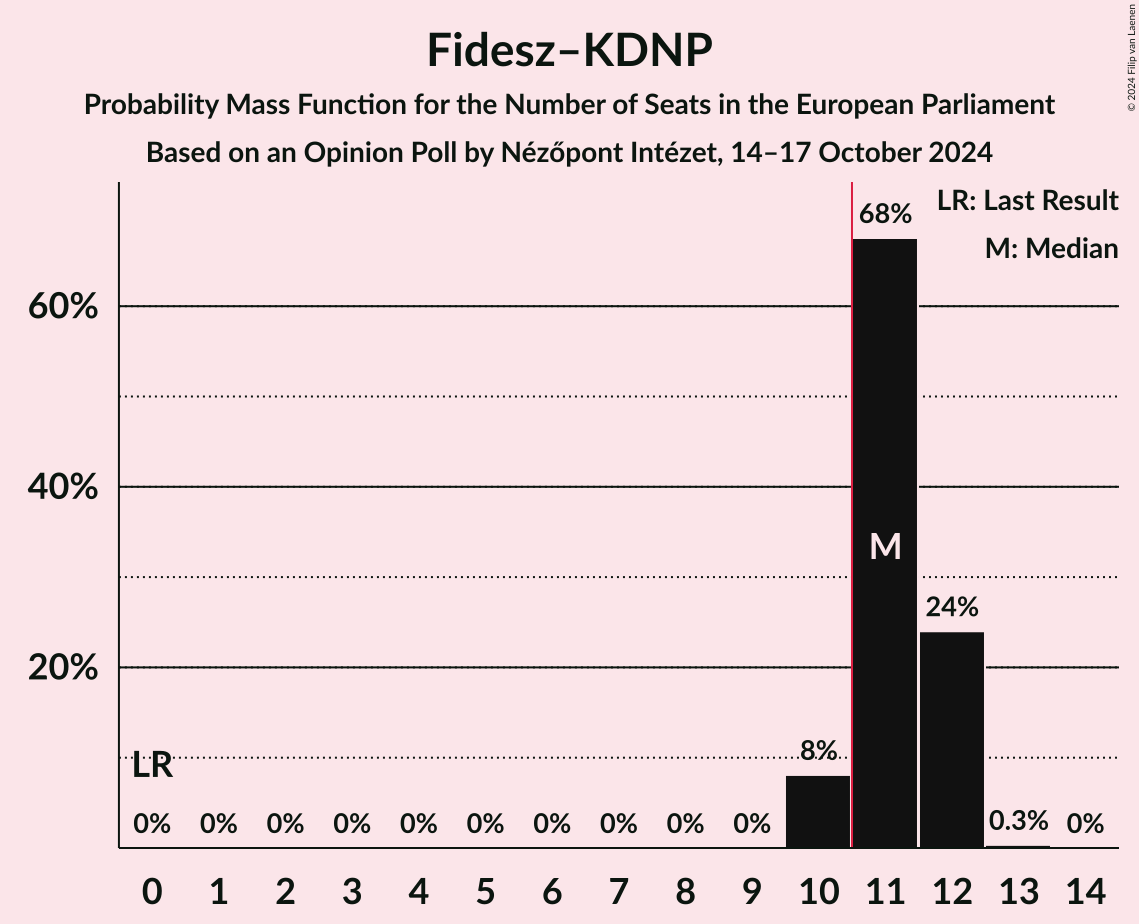 Fidesz–KDNP
Probability Mass Function for the Number of Seats in the European Parliament
Based on an Opinion Poll by Nézőpont Intézet, 14–17 October 2024
© 2024 Filip van Laenen
LR: Last Result
M: Median
68%
60%
40%
M
24%
20%
LR
8%
0% 0% 0% 0% 0% 0% 0% 0% 0% 0% 0.3% 0%
0 1 2 3 4 5 6 7 8 9 10 11 12 13 14